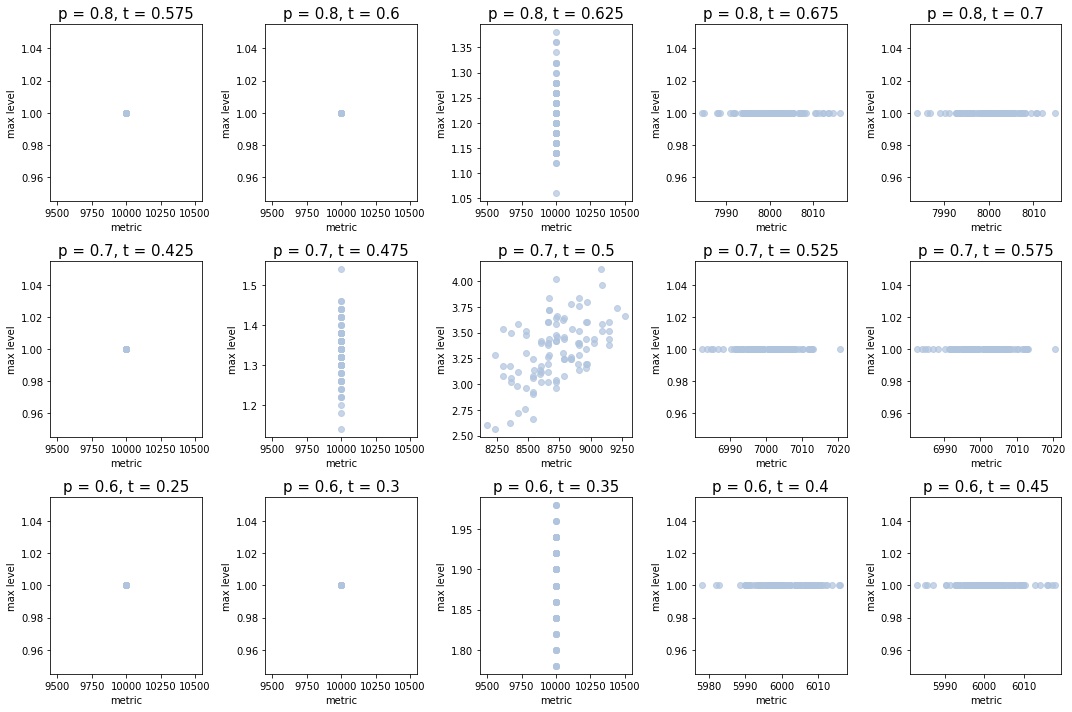 p = 0.8, t = 0.575
p = 0.8, t = 0.6
p = 0.8, t = 0.625
p = 0.8, t = 0.675
p = 0.8, t = 0.7
max level
1.04
1.02
1.00
0.98
0.96
9500 9750 10000 10250 10500
metric
max level
1.04
1.02
1.00
0.98
0.96
9500 9750 10000 10250 10500
metric
max level
1.35
1.30
1.25
1.20
1.15
1.10
1.05
9500 9750 10000 10250 10500
metric
max level
1.04
1.02
1.00
0.98
0.96
7990 8000 8010
metric
max level
1.04
1.02
1.00
0.98
0.96
7990 8000 8010
metric
p = 0.7, t = 0.425
p = 0.7, t = 0.475
p = 0.7, t = 0.5
p = 0.7, t = 0.525
p = 0.7, t = 0.575
max level
1.04
1.02
1.00
0.98
0.96
9500 9750 10000 10250 10500
metric
max level
1.5
1.4
1.3
1.2
9500 9750 10000 10250 10500
metric
max level
4.00
3.75
3.50
3.25
3.00
2.75
2.50
8250 8500 8750 9000 9250
metric
max level
1.04
1.02
1.00
0.98
0.96
6990 7000 7010 7020
metric
max level
1.04
1.02
1.00
0.98
0.96
6990 7000 7010 7020
metric
p = 0.6, t = 0.25
p = 0.6, t = 0.3
p = 0.6, t = 0.35
p = 0.6, t = 0.4
p = 0.6, t = 0.45
max level
1.04
1.02
1.00
0.98
0.96
9500 9750 10000 10250 10500
metric
max level
1.04
1.02
1.00
0.98
0.96
9500 9750 10000 10250 10500
metric
max level
1.95
1.90
1.85
1.80
9500 9750 10000 10250 10500
metric
max level
1.04
1.02
1.00
0.98
0.96
5980 5990 6000 6010
metric
max level
1.04
1.02
1.00
0.98
0.96
5990 6000 6010
metric